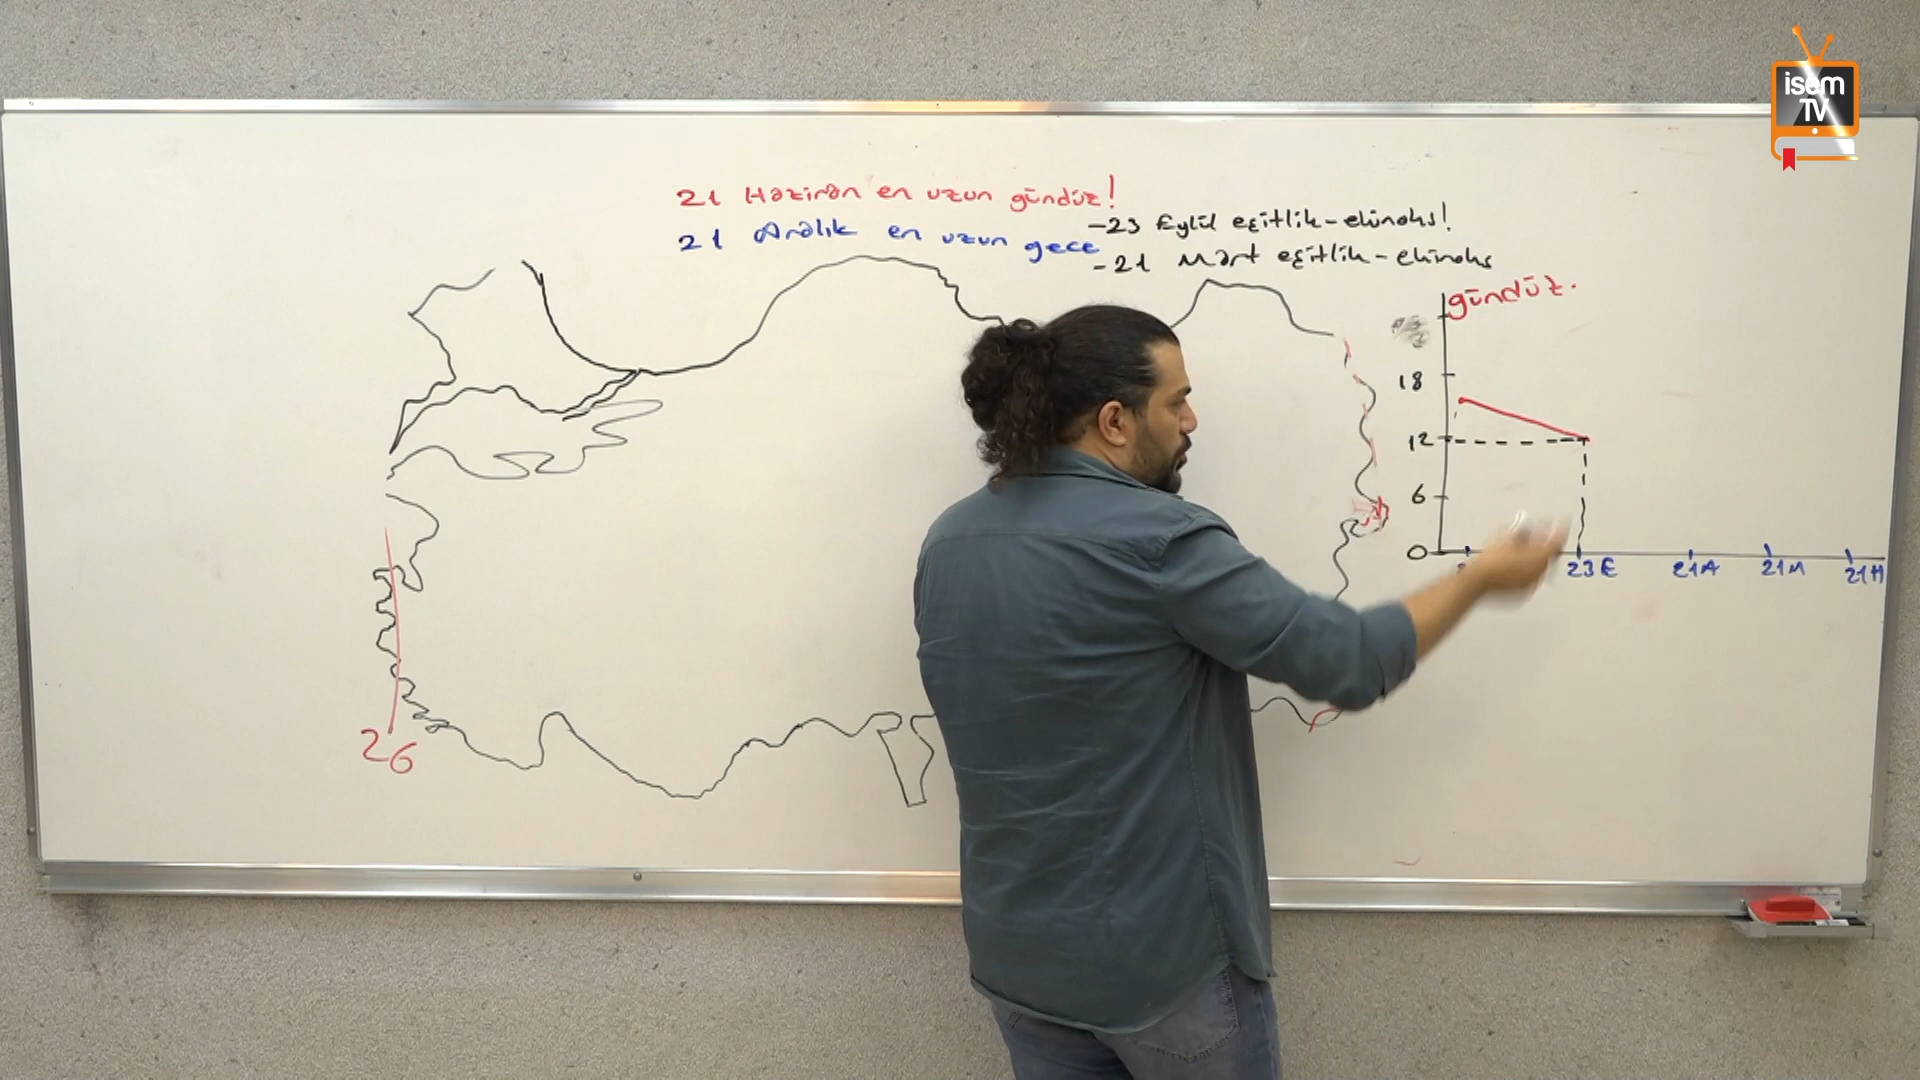 isem
TV
21 Haziran en uzun gündüz!
21 Aralık en uzun gece
-23 Eylül eşitlik-ekinoks!
-21 Mart eşitlik-ekinoks
gündüz.
18
12
6
0
23E 21A 21M 21H
26